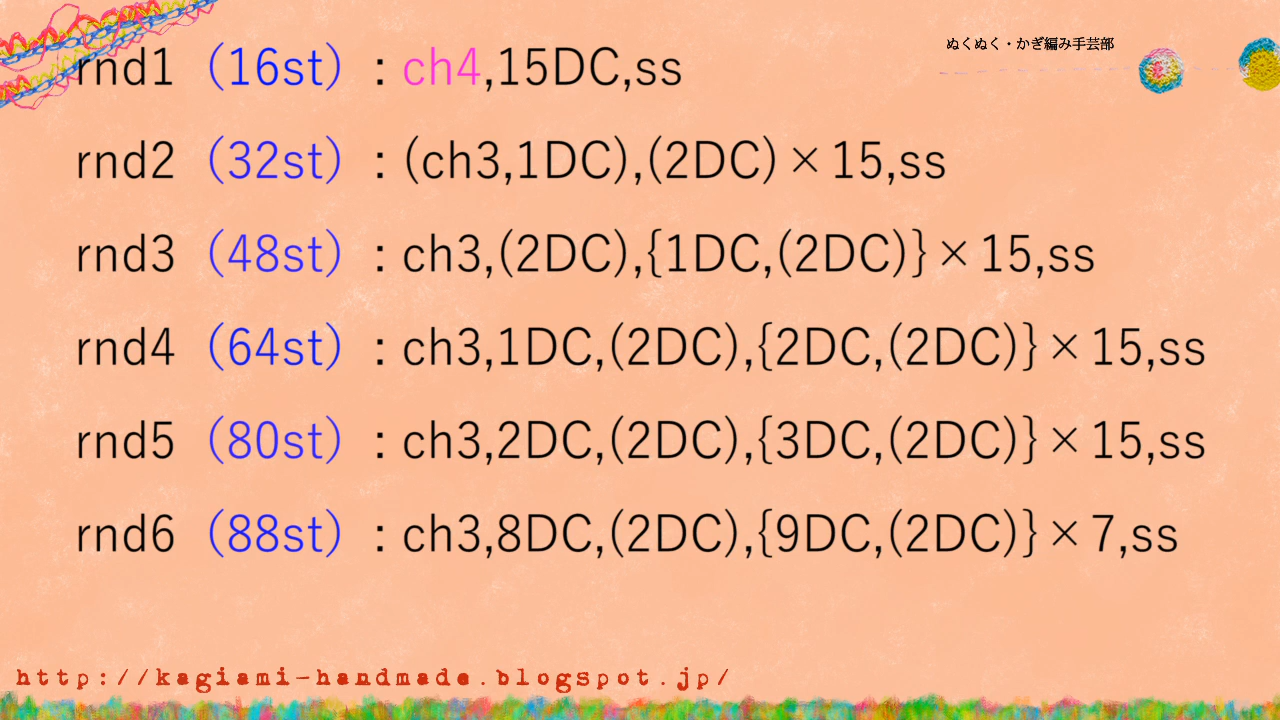 ぬくぬく・かぎ編み手芸部
rnd1（16st）: ch4,15DC,ss
rnd2（32st）: (ch3,1DC),(2DC)×15,ss
rnd3（48st）: ch3,(2DC),{1DC,(2DC)}×15,ss
rnd4（64st）: ch3,1DC,(2DC),{2DC,(2DC)}×15,ss
rnd5（80st）: ch3,2DC,(2DC),{3DC,(2DC)}×15,ss
rnd6（88st）: ch3,8DC,(2DC),{9DC,(2DC)}×7,ss
http://kagiami-handmade.blogspot.jp/